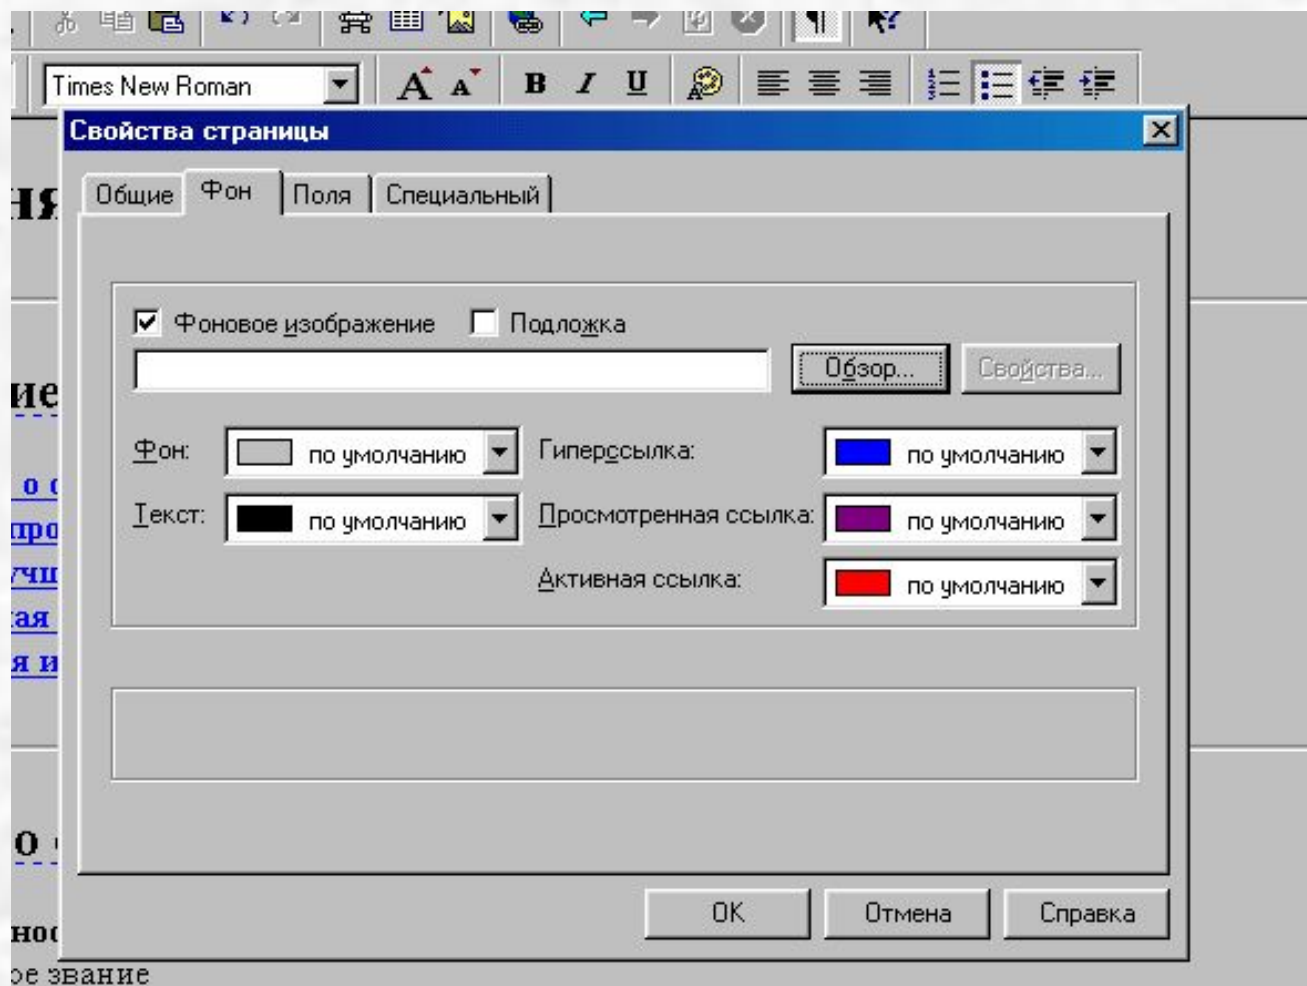 Times New Roman
A A B I U
Свойства страницы
Общие Фон Поля Специальный
Фоновое изображение Подложка
Обзор... Свойства...
Фон: по умолчанию Гиперссылка: по умолчанию
Текст: по умолчанию Просмотренная ссылка: по умолчанию
Активная ссылка: по умолчанию
OK Отмена Справка
ое звание